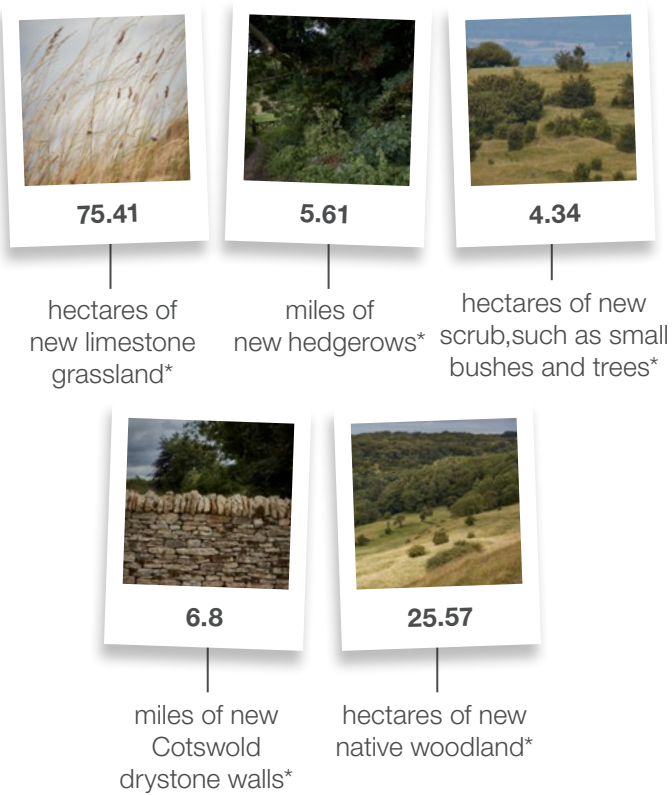 75.41
hectares of
new limestone
grassland*
5.61
miles of
new hedgerows*
4.34
hectares of new
scrub,such as small
bushes and trees*
6.8
miles of new
Cotswold
drystone walls*
25.57
hectares of new
native woodland*